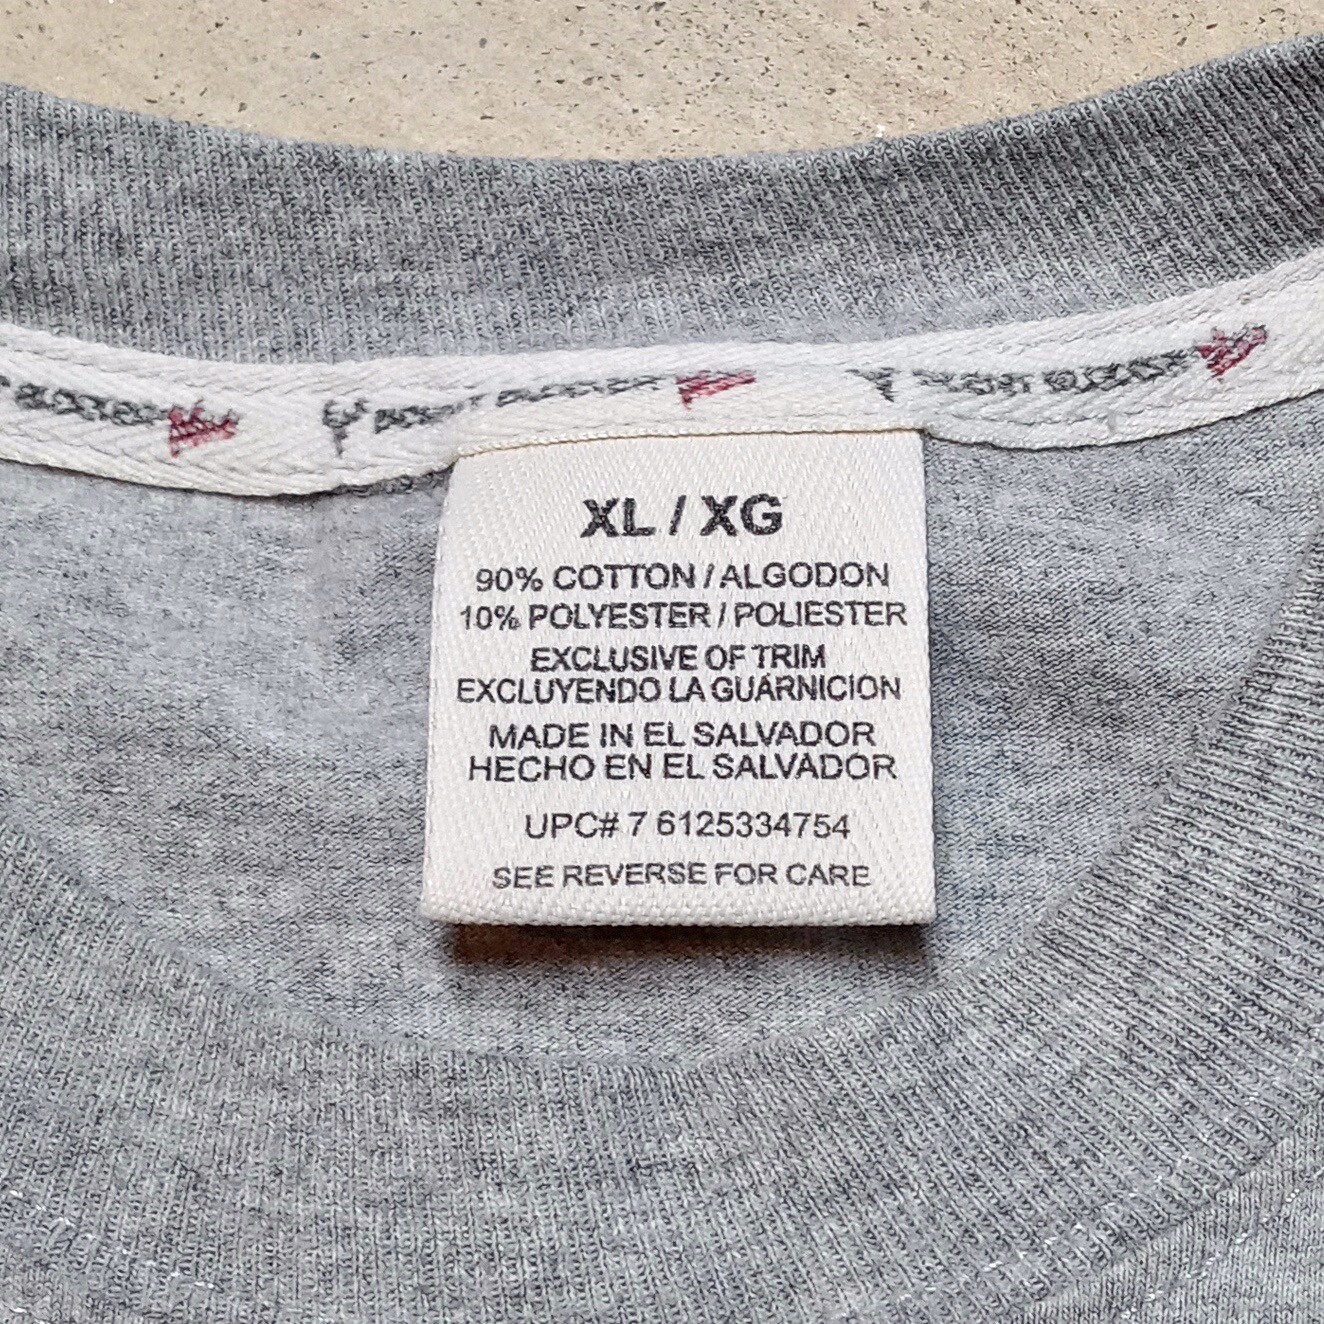 XL / XG
90% COTTON / ALGODON
10% POLYESTER / POLIESTER
EXCLUSIVE OF TRIM
EXCLUYENDO LA GUARNICION
MADE IN EL SALVADOR
HECHO EN EL SALVADOR
UPC# 7 6125334754
SEE REVERSE FOR CARE